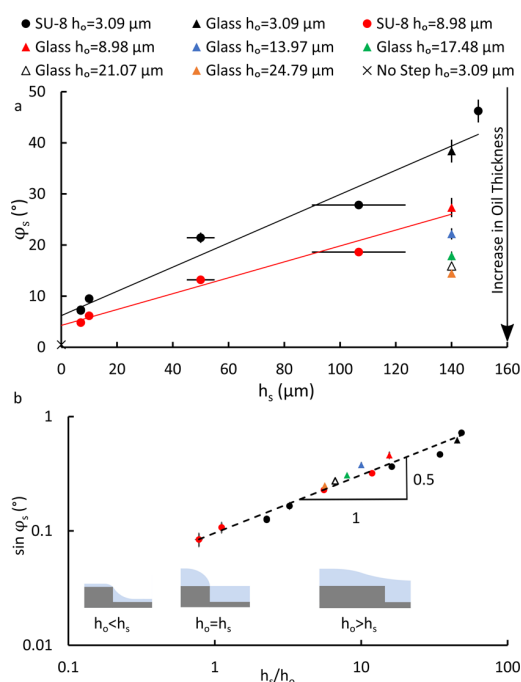 SU-8 hₒ=3.09 µm Glass hₒ=3.09 µm SU-8 hₒ=8.98 µm
Glass hₒ=8.98 µm Glass hₒ=13.97 µm Glass hₒ=17.48 µm
Glass hₒ=21.07 µm Glass hₒ=24.79 µm No Step hₒ=3.09 µm
a
50
40
30
20
10
0
φₛ (°)
Increase in Oil Thickness
0 20 40 60 80 100 120 140 160
hₛ (µm)
b
1
0.1
0.01
sin φₛ (°)
0.5
1
hₒ<hₛ hₒ=hₛ hₒ>hₛ
0.1 1 10 100
hₛ/hₒ